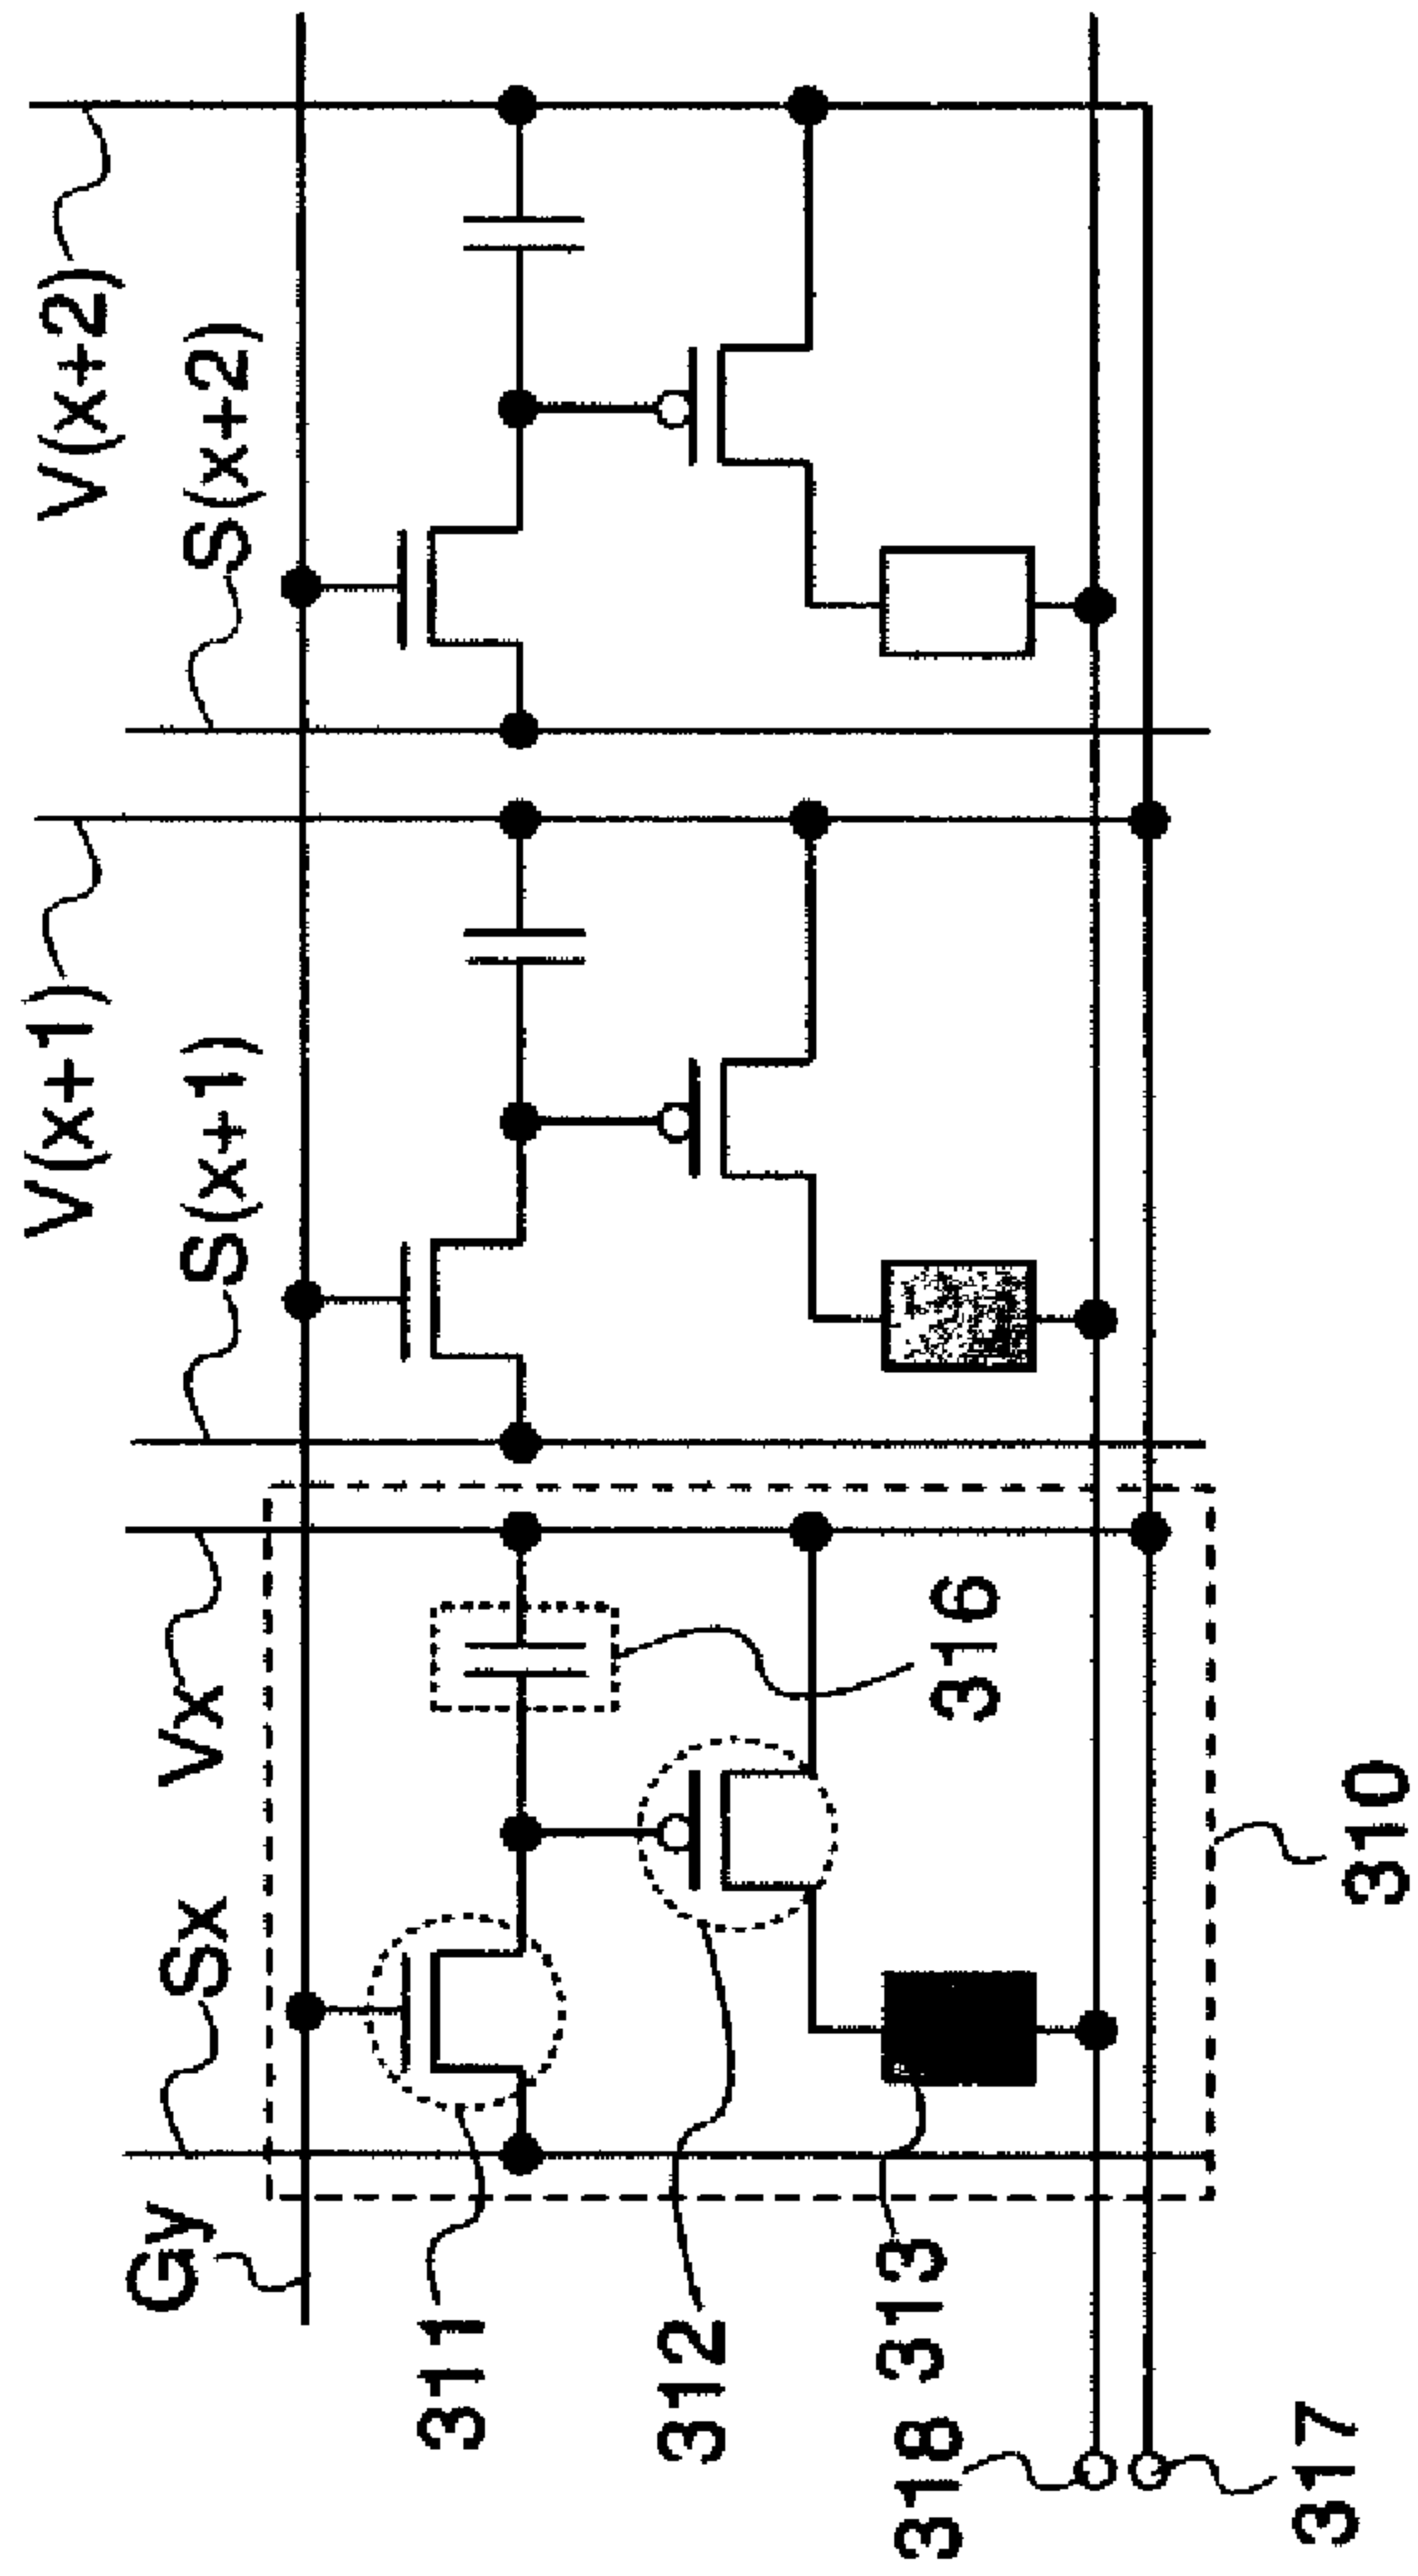 V(x+2)
S(x+2)
V(x+1)
S(x+1)
Vx
Sx
Gy
311
312
313
316
310
318
317